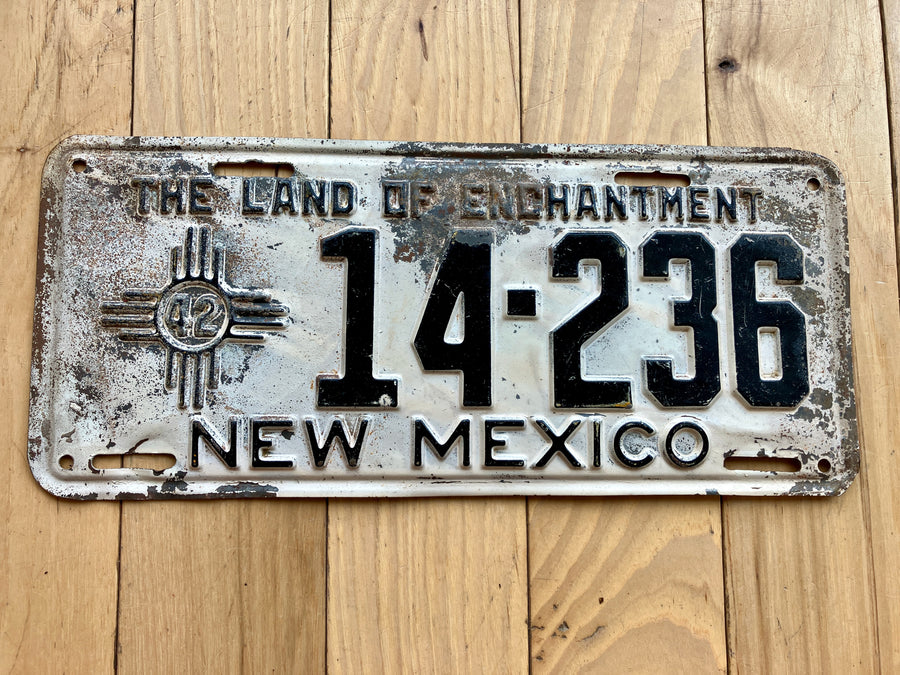 THE LAND OF ENCHANTMENT
42
14-236
NEW MEXICO